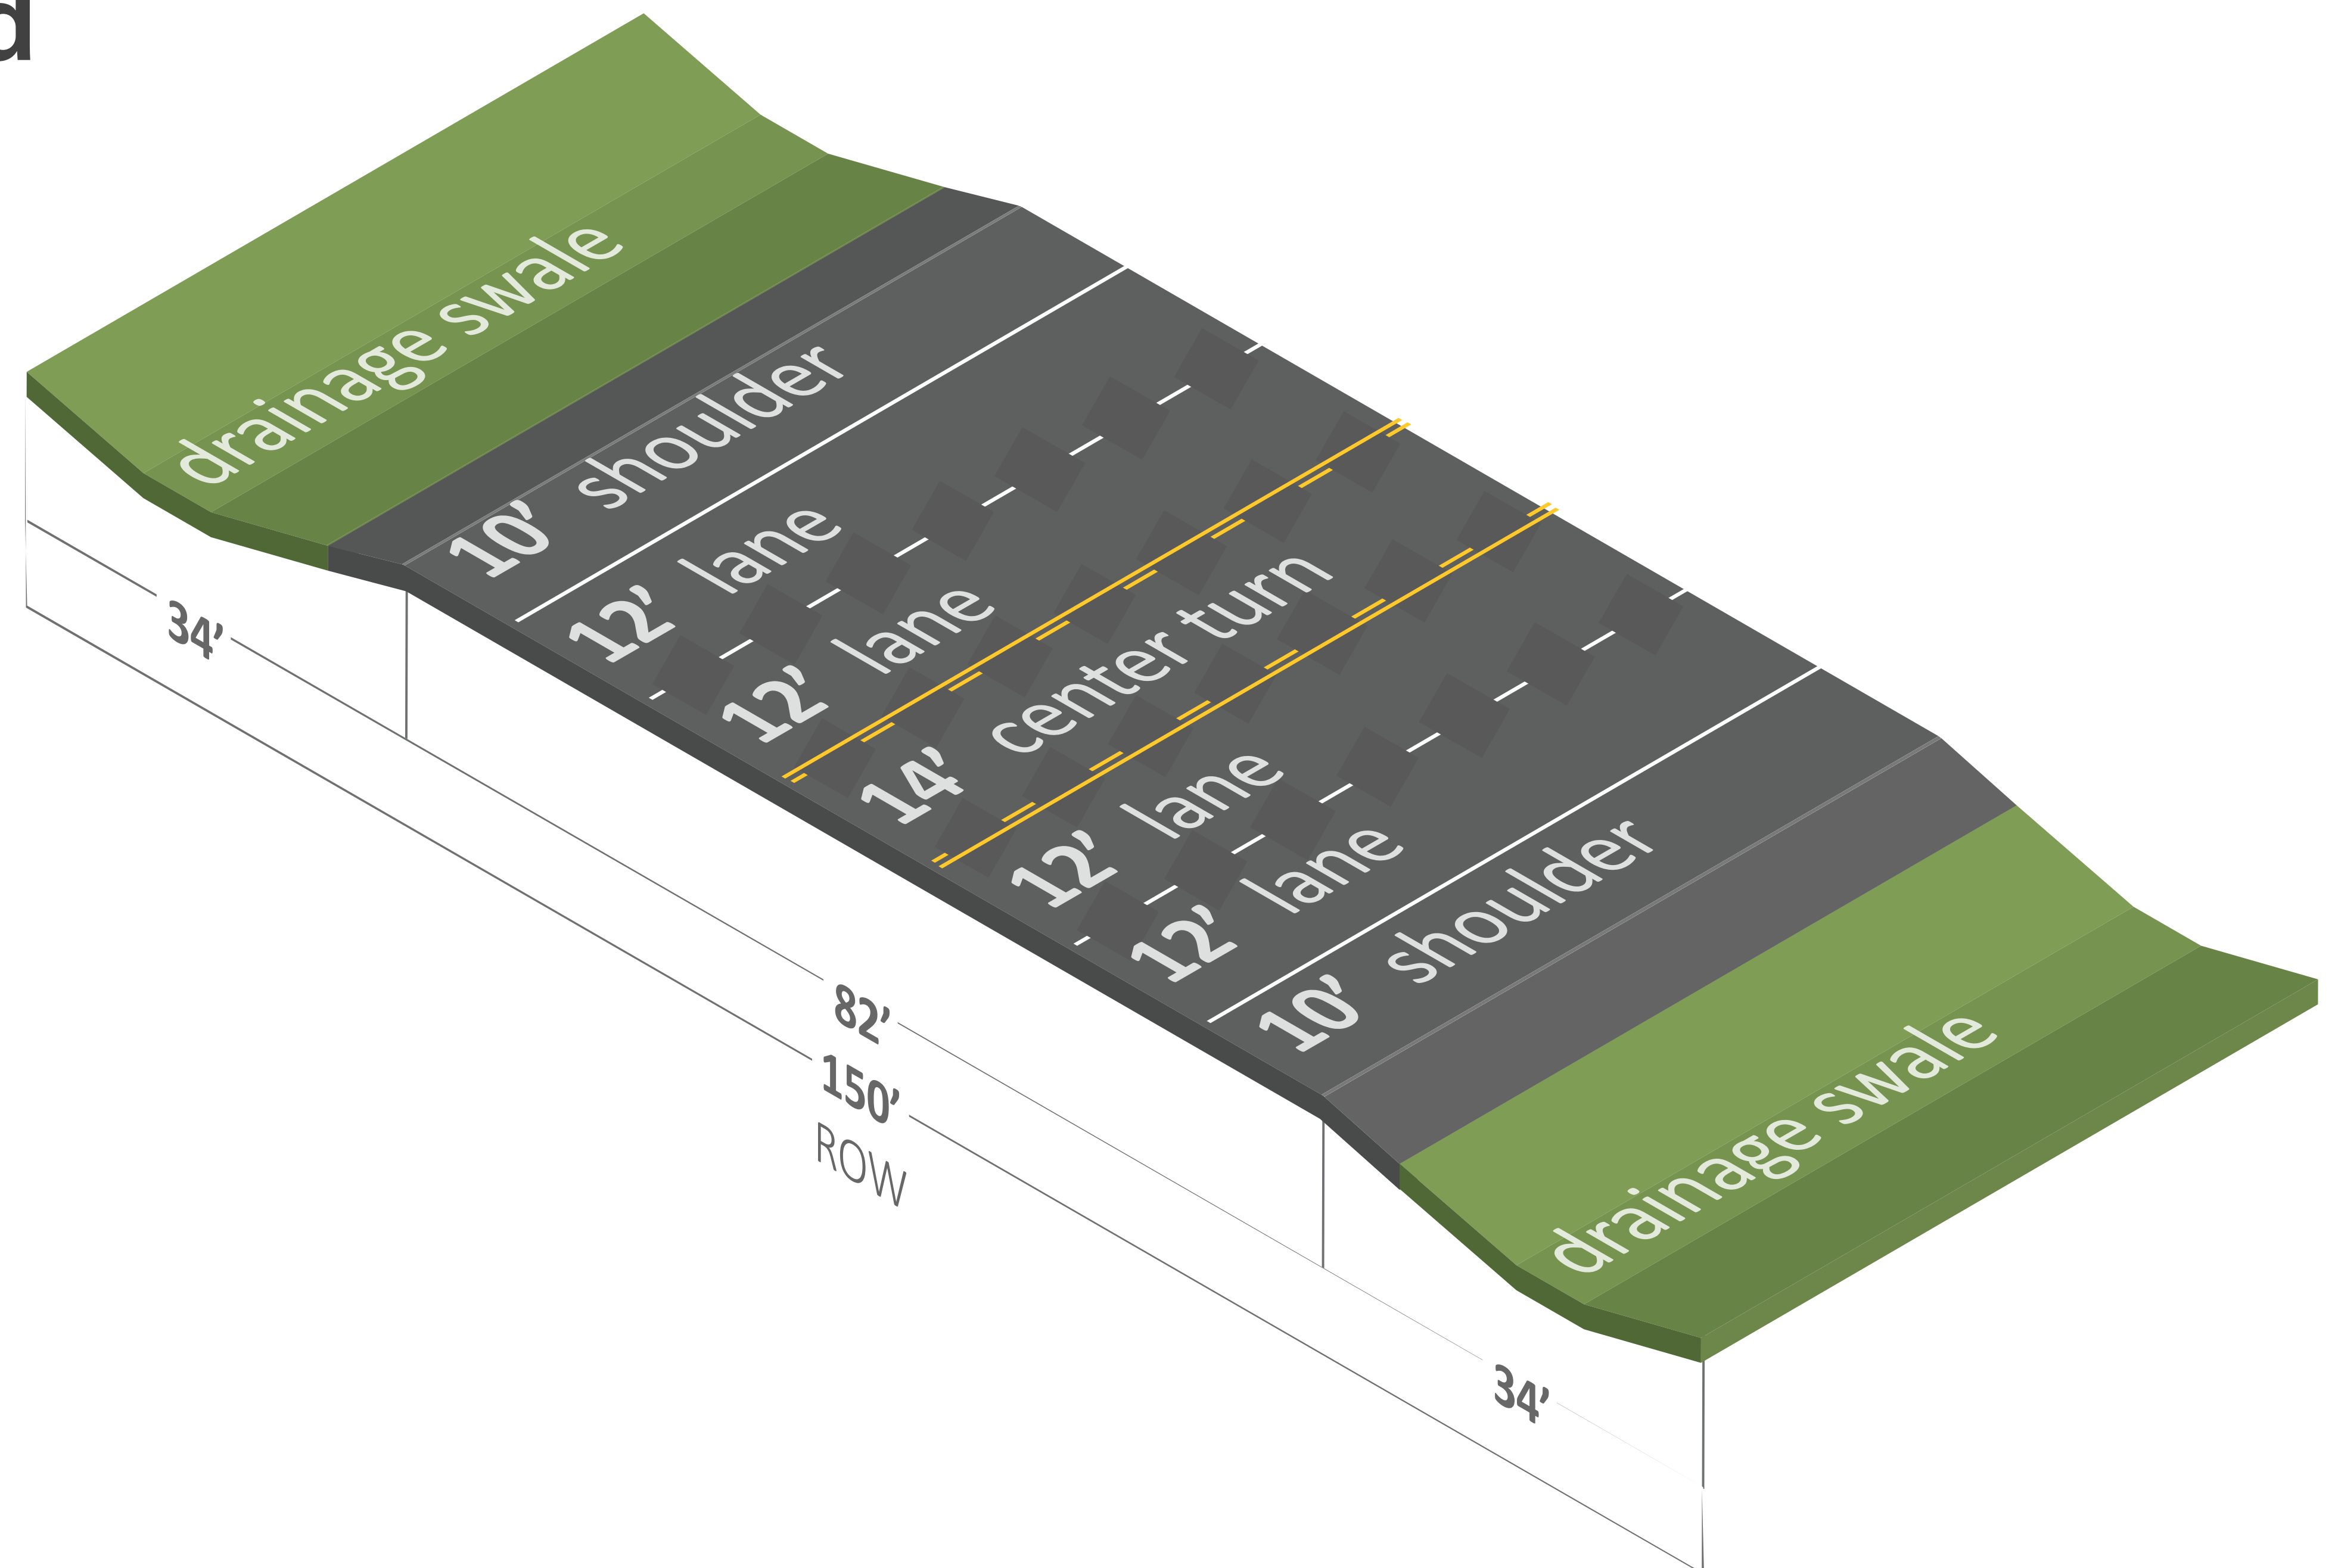 d
drainage swale
10' shoulder
12' lane
12' lane
14' center turn
12' lane
12' lane
10' shoulder
drainage swale
34'
82'
34'
150'
ROW